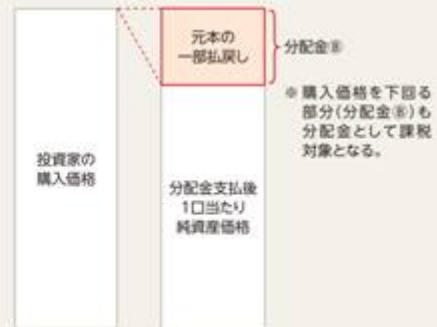 元本の
一部払戻し
分配金Ⓑ
※購入価格を下回る
部分(分配金Ⓑ)も
分配金として課税
対象となる。
投資家の
購入価格
分配金支払後
1口当たり
純資産価格